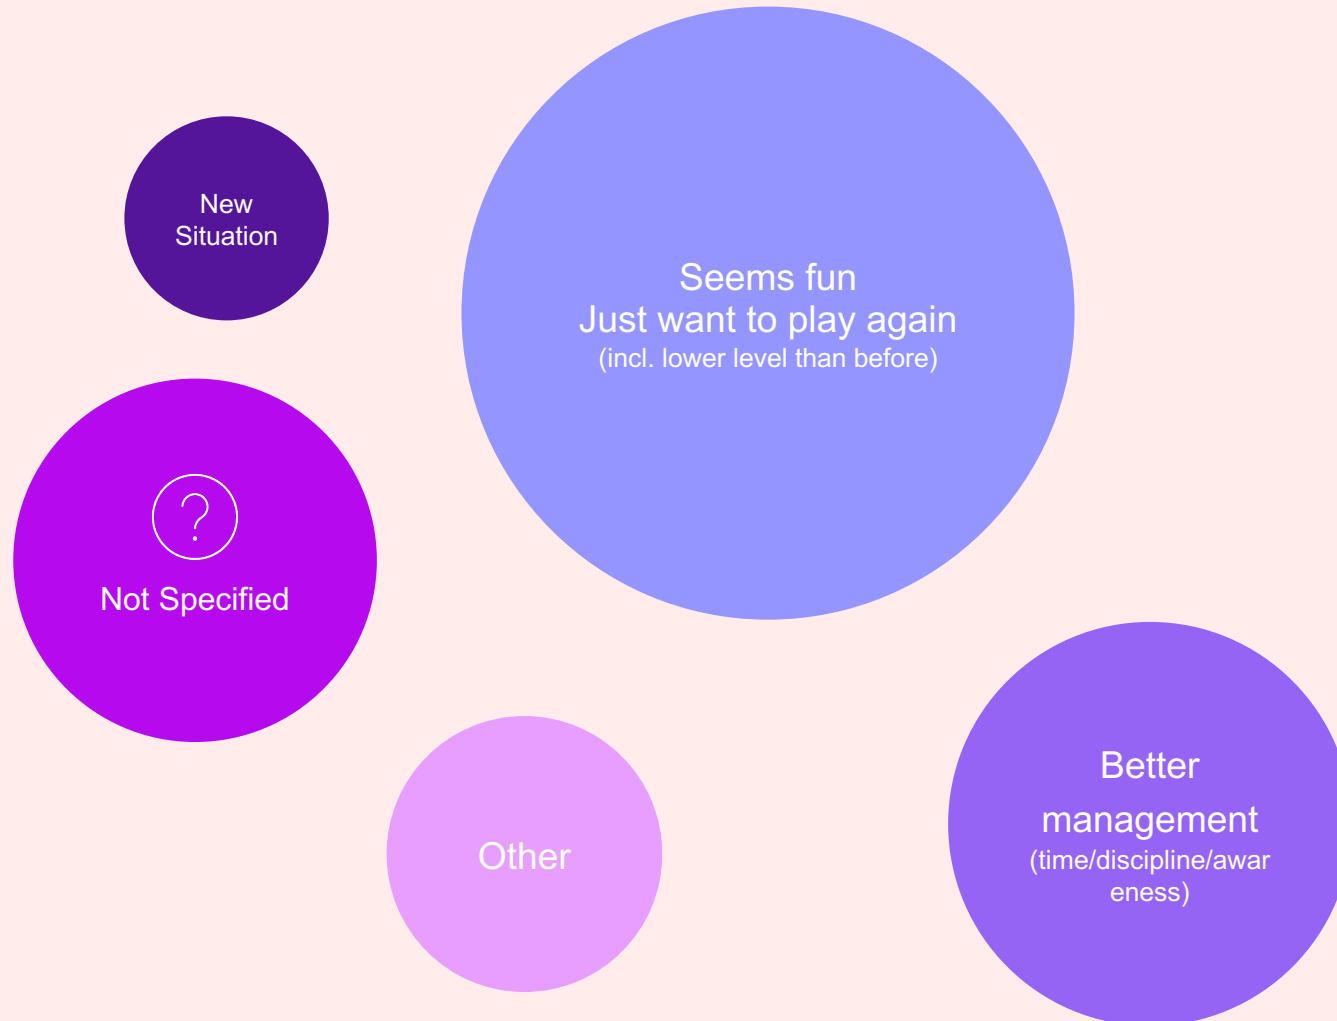 New
Situation
Seems fun
Just want to play again
(incl. lower level than before)
?
Not Specified
Other
Better
management
(time/discipline/awar
eness)